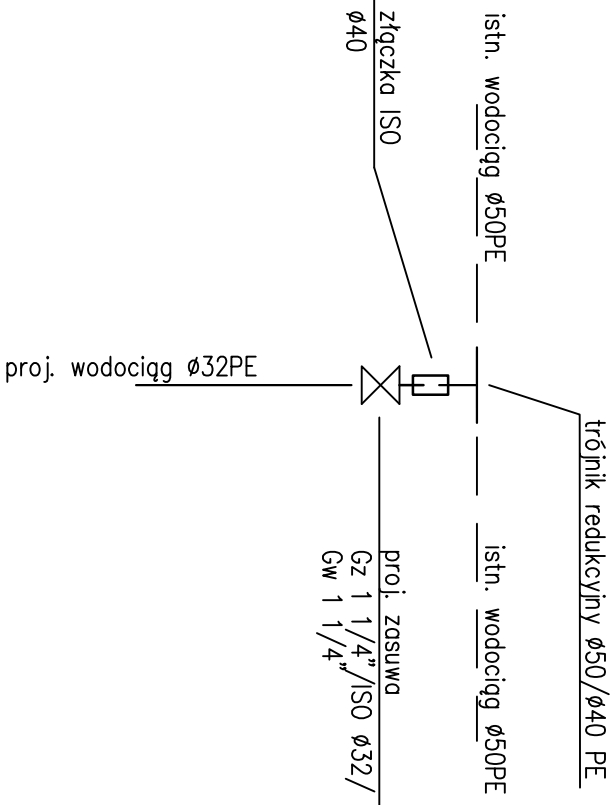 istn. wodociąg ø50PE
złączka ISO
ø40
proj. wodociąg ø32PE
trójnik redukcyjny ø50/ø40 PE
istn. wodociąg ø50PE
proj. zasuwa
Gz 1 1/4"/ISO ø32/
Gw 1 1/4"